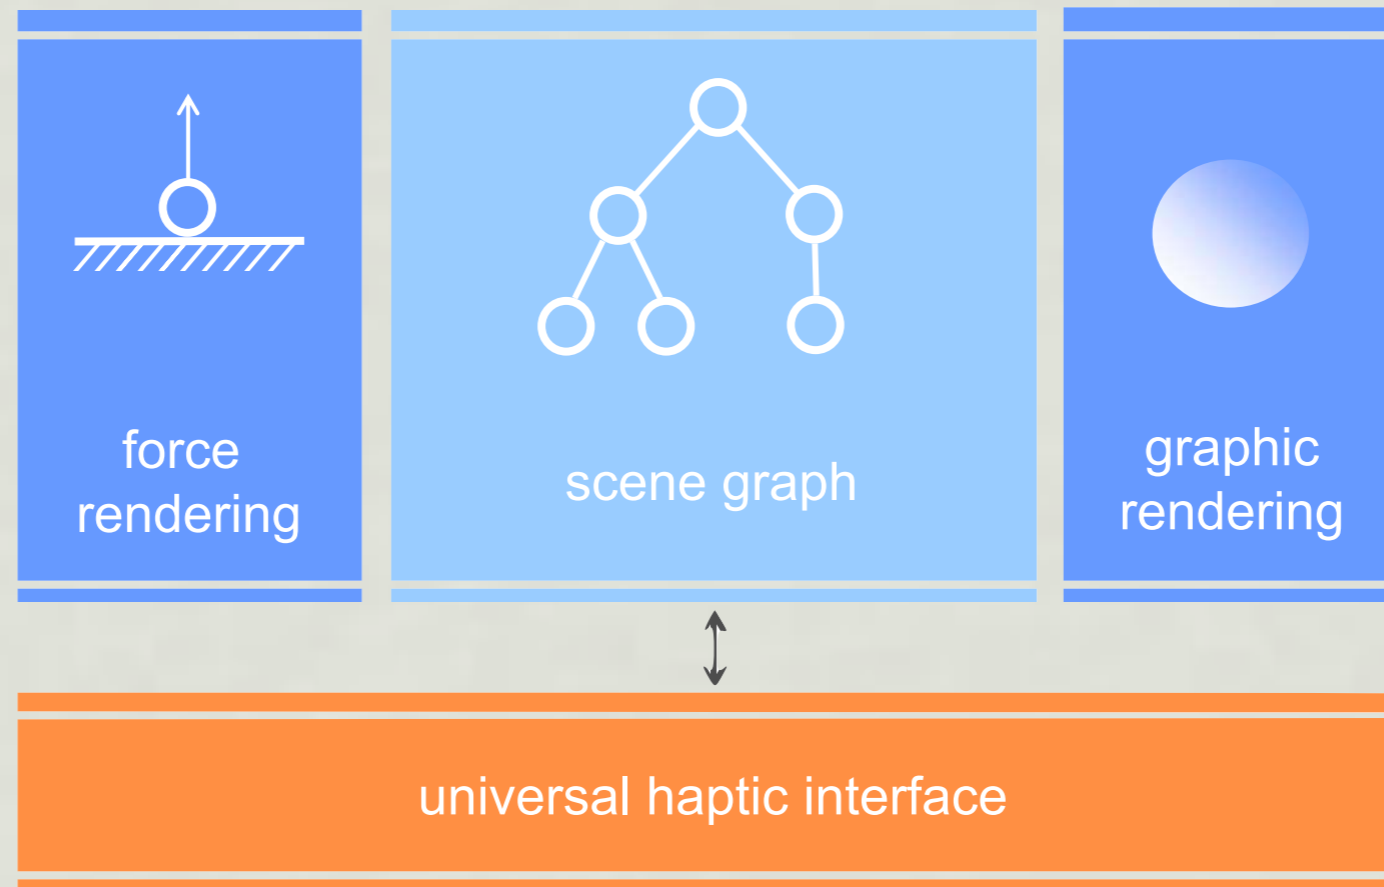 force
rendering
scene graph
graphic
rendering
universal haptic interface